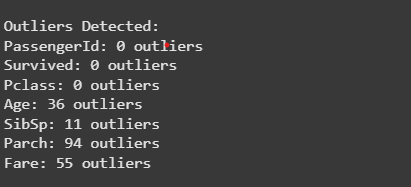 Outliers Detected:
PassengerId: 0 outliers
Survived: 0 outliers
Pclass: 0 outliers
Age: 36 outliers
SibSp: 11 outliers
Parch: 94 outliers
Fare: 55 outliers